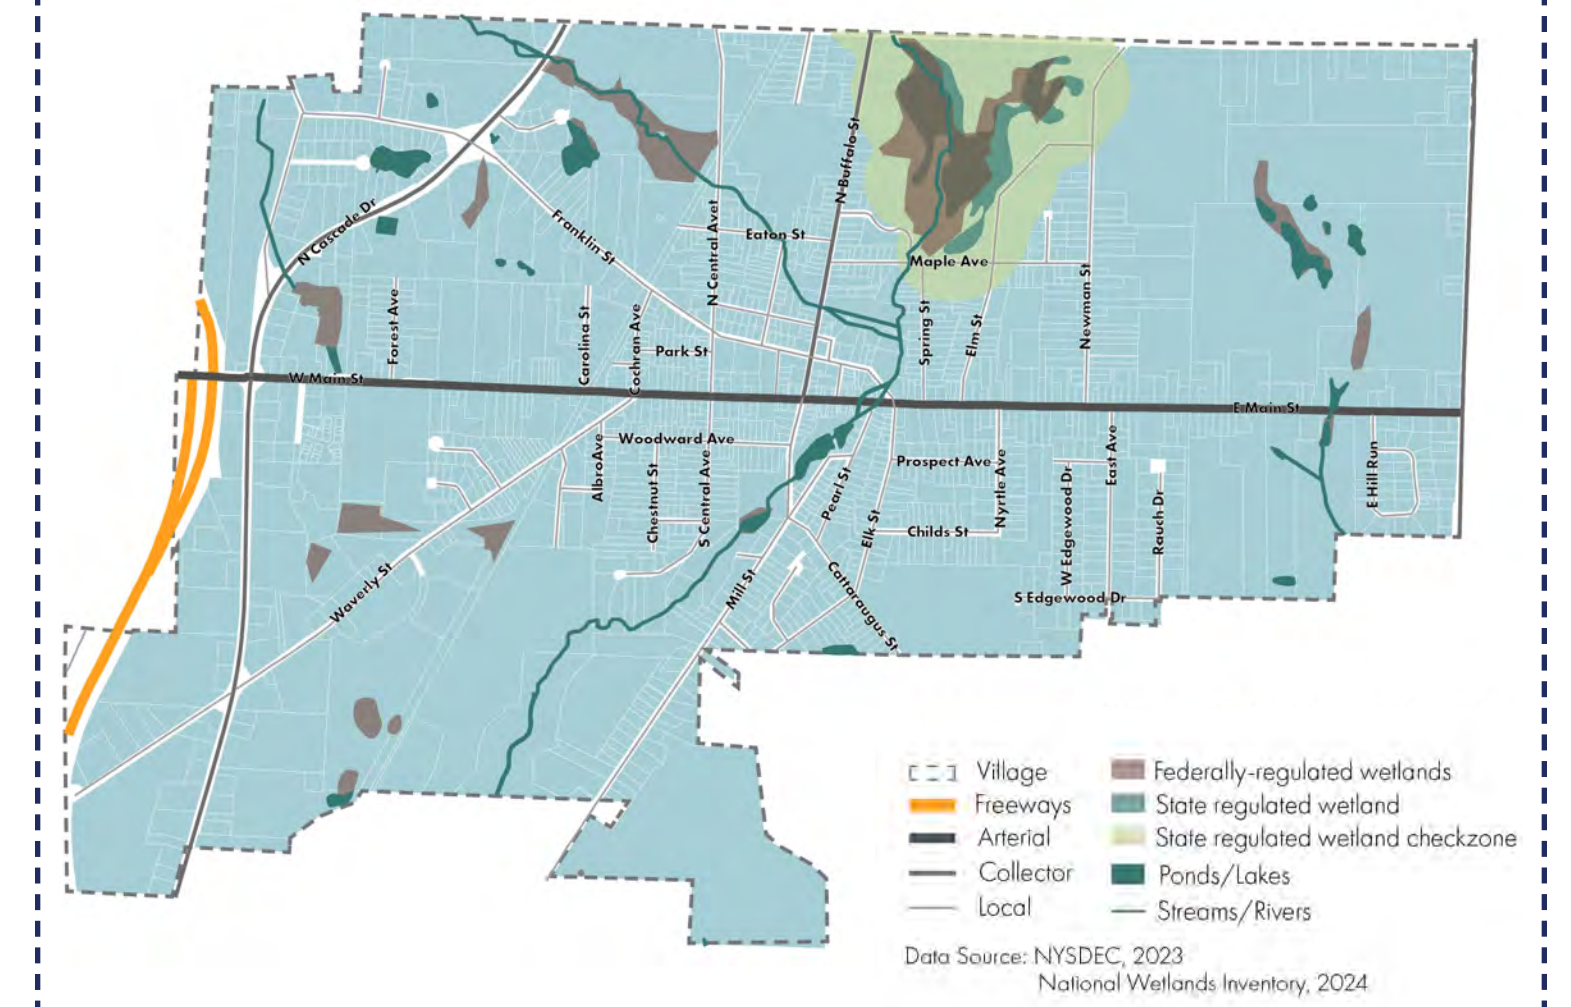 N Cascade Dr
Franklin St
N Central Avet
N Buffalo St
Eaton St
Maple Ave
Newman St
Forest Ave
Carolina St
Cochran Ave
Park St
Spring St
Elm St
W Main St
E Main St
Woodward Ave
AlbroAve
Chestnut St
S Central Ave
Pearl St
Prospect Ave
Nyrtle Ave
W Edgewood Dr
East Ave
Rauch Dr
E Hill Run
Elk St
Childs St
Waverly St
Mill St
Cattaraugus St
S Edgewood Dr
Village
Freeways
Arterial
Collector
Local
Federally-regulated wetlands
State regulated wetland
State regulated wetland checkzone
Ponds/Lakes
Streams/Rivers
Data Source: NYSDEC, 2023
National Wetlands Inventory, 2024